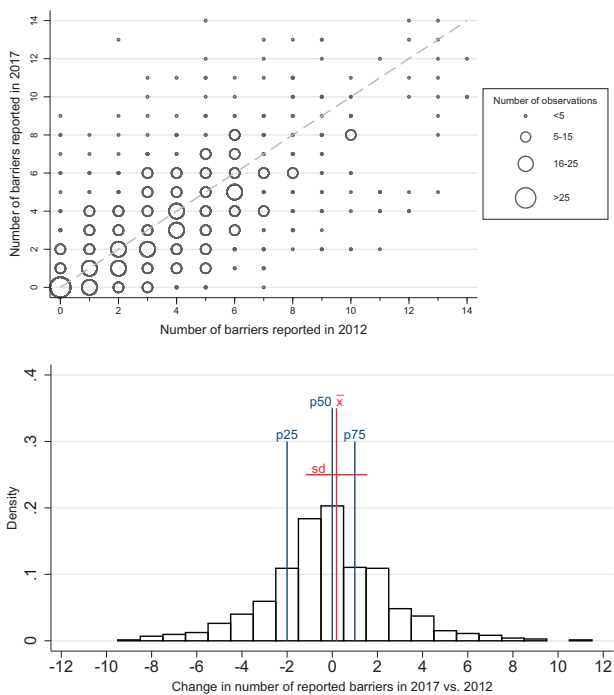 Number of barriers reported in 2017
14
12
10
8
6
4
2
0
0 2 4 6 8 10 12 14
Number of barriers reported in 2012
Number of observations
<5
5-15
16-25
>25
Density
.4
.3
.2
.1
0
p50 x̅
p25 p75
sd
-12 -10 -8 -6 -4 -2 0 2 4 6 8 10 12
Change in number of reported barriers in 2017 vs. 2012